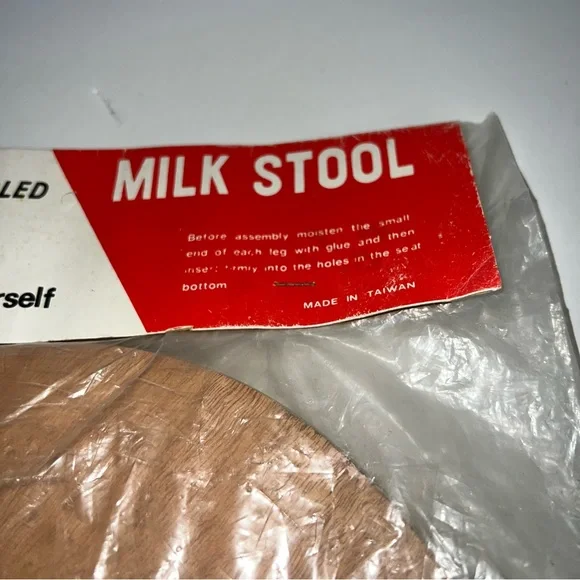 LED
rself
MILK STOOL
Before assembly moisten the small
end of each leg with glue and then
insert firmly into the holes in the seat
bottom
MADE IN TAIWAN